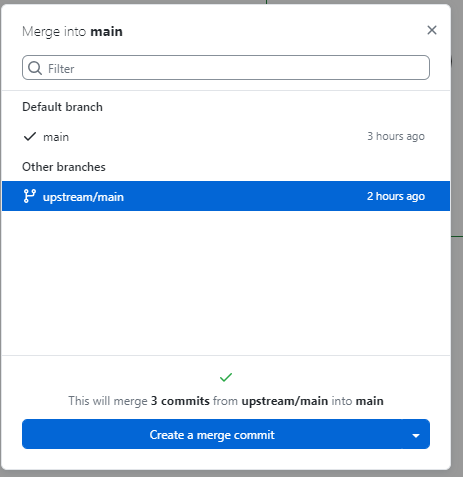 Merge into main
Filter
Default branch
main 3 hours ago
Other branches
upstream/main 2 hours ago
This will merge 3 commits from upstream/main into main
Create a merge commit